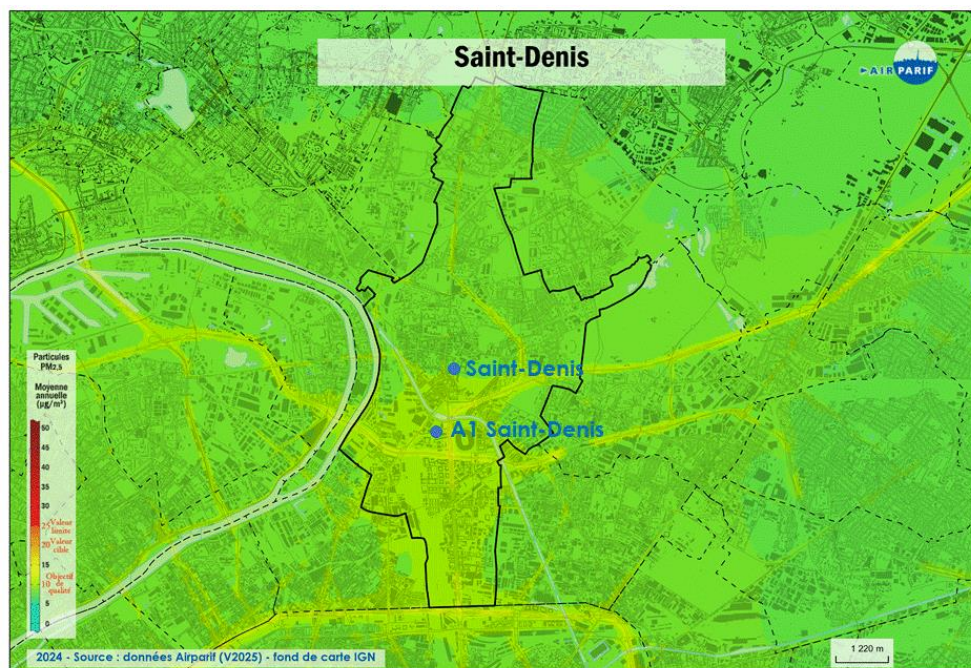 Saint-Denis
AIRPARIF
Saint-Denis
A1 Saint-Denis
Particules
PM2,5
Moyenne
annuelle
(µg/m³)
50
45
40
35
30
25 Valeur
limite
20 Valeur
cible
15
10 Objectif
de
qualité
5
0
2024 - Source : données Airparif (V2025) - fond de carte IGN
1 220 m